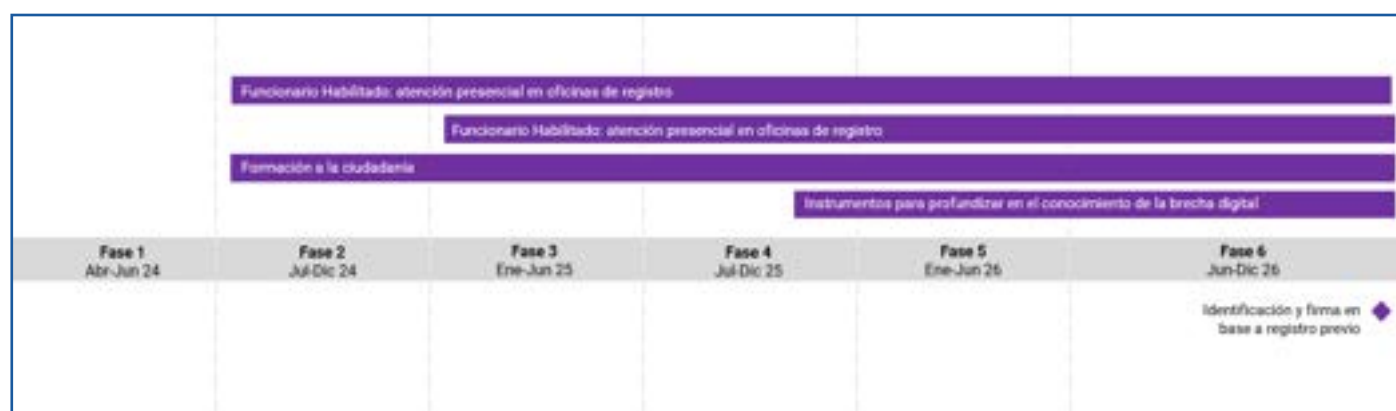 Funcionario Habilitado: atención presencial en oficinas de registro
Funcionario Habilitado: atención presencial en oficinas de registro
Formación a la ciudadanía
Instrumentos para profundizar en el conocimiento de la brecha digital
Fase 1
Abr-Jun 24
Fase 2
Jul-Dic 24
Fase 3
Ene-Jun 25
Fase 4
Jul-Dic 25
Fase 5
Ene-Jun 26
Fase 6
Jun-Dic 26
Identificación y firma en
base a registro previo